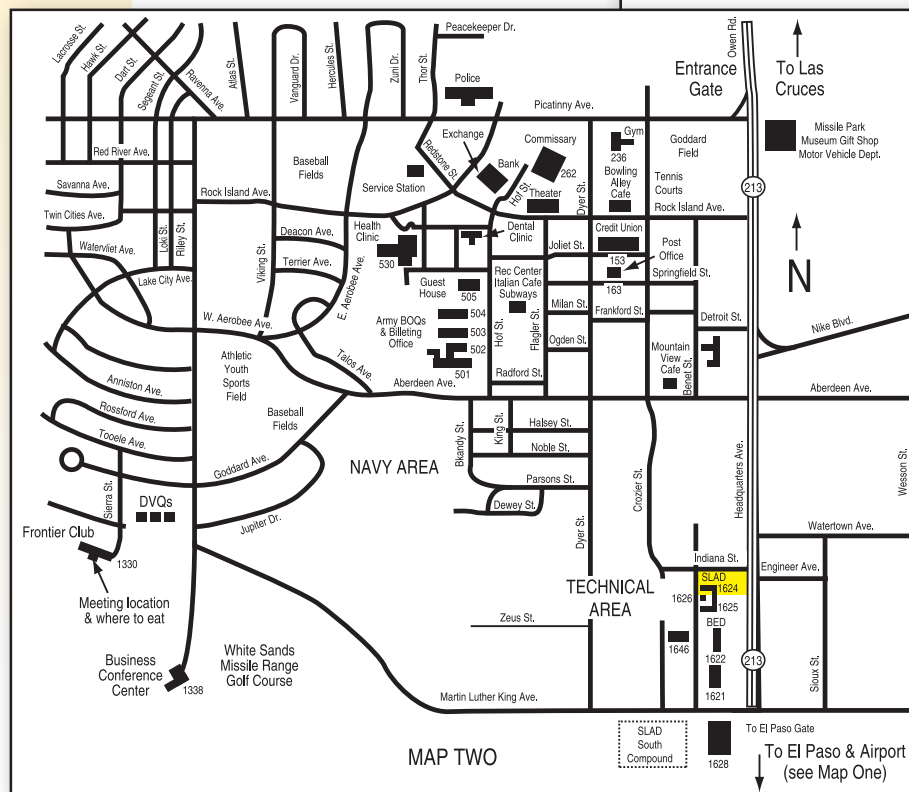 Peacekeeper Dr.
Lacrosse St.
Hawk St.
Dart St.
Segeant St.
Ravenna Ave.
Atlas St.
Vanguard Dr.
Hercules St.
Zuni Dr.
Thor St.
Police
Owen Rd.
Entrance
Gate
To Las
Cruces
Picatinny Ave.
Exchange
Commissary
262
Bank
Redstone St.
Gym
236
Bowling
Alley
Cafe
Goddard
Field
Missile Park
Museum Gift Shop
Motor Vehicle Dept.
Red River Ave.
Baseball
Fields
Service Station
Hof St.
Theater
Dyer St.
Tennis
Courts
213
Savanna Ave.
Rock Island Ave.
Rock Island Ave.
Twin Cities Ave.
Loki St.
Riley St.
Deacon Ave.
Health
Clinic
530
Dental
Clinic
Joliet St.
Credit Union
153
Post
Office
Watervliet Ave.
Viking St.
Terrier Ave.
E. Aerobee Ave.
Guest
House
505
Rec Center
Italian Cafe
Subways
163
Springfield St.
N
Lake City Ave.
504
503
502
501
Army BOQs
& Billeting
Office
Milan St.
Frankford St.
Detroit St.
Nike Blvd.
W. Aerobee Ave.
Hof St.
Flagler St.
Ogden St.
Athletic
Youth
Sports
Field
Talos Ave.
Radford St.
Mountain
View
Cafe
Benet St.
Anniston Ave.
Aberdeen Ave.
Aberdeen Ave.
Rossford Ave.
Baseball
Fields
Tooele Ave.
Bkandy St.
King St.
Halsey St.
Noble St.
Crozier St.
Headquarters Ave.
Wesson St.
Goddard Ave.
NAVY AREA
Parsons St.
Sierra St.
DVQs
Dewey St.
Jupiter Dr.
Dyer St.
Watertown Ave.
Frontier Club
1330
Indiana St.
Engineer Ave.
Meeting location
& where to eat
TECHNICAL
AREA
SLAD
1624
1626
1625
Zeus St.
BED
1646
1622
1621
213
Sioux St.
Business
Conference
Center
1338
White Sands
Missile Range
Golf Course
Martin Luther King Ave.
SLAD
South
Compound
1628
To El Paso Gate
MAP TWO
To El Paso & Airport
(see Map One)